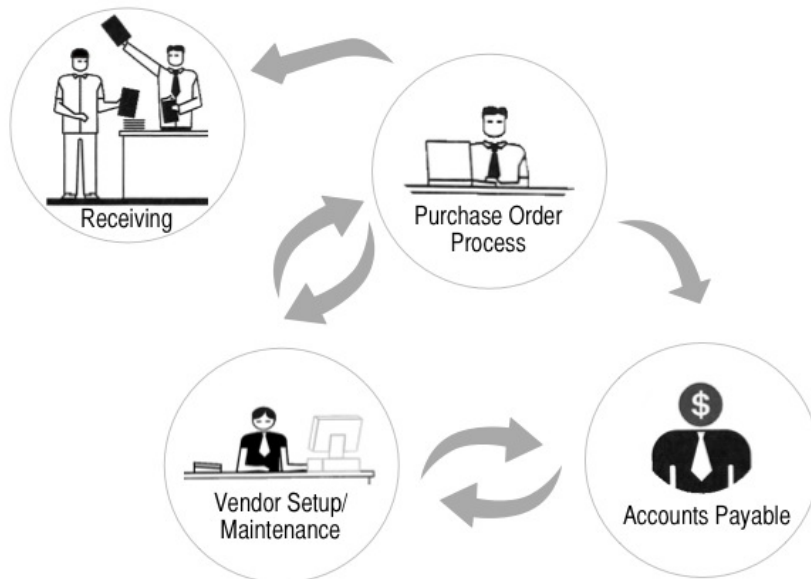 Receiving
Purchase Order
Process
Vendor Setup/
Maintenance
$
Accounts Payable